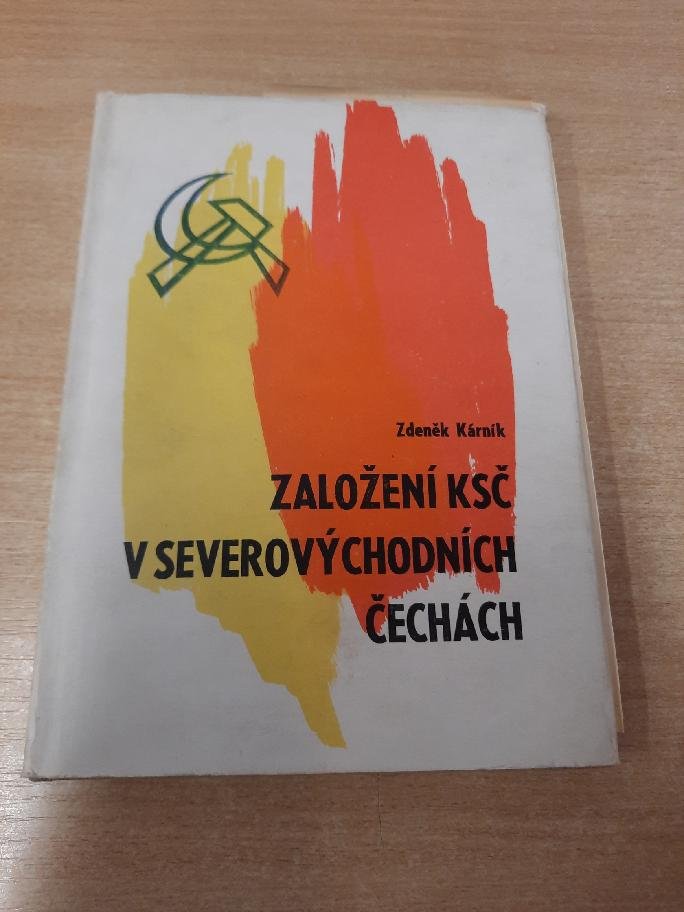 Zdeněk Kárník
ZALOŽENÍ KSČ
V SEVEROVÝCHODNÍCH
ČECHÁCH